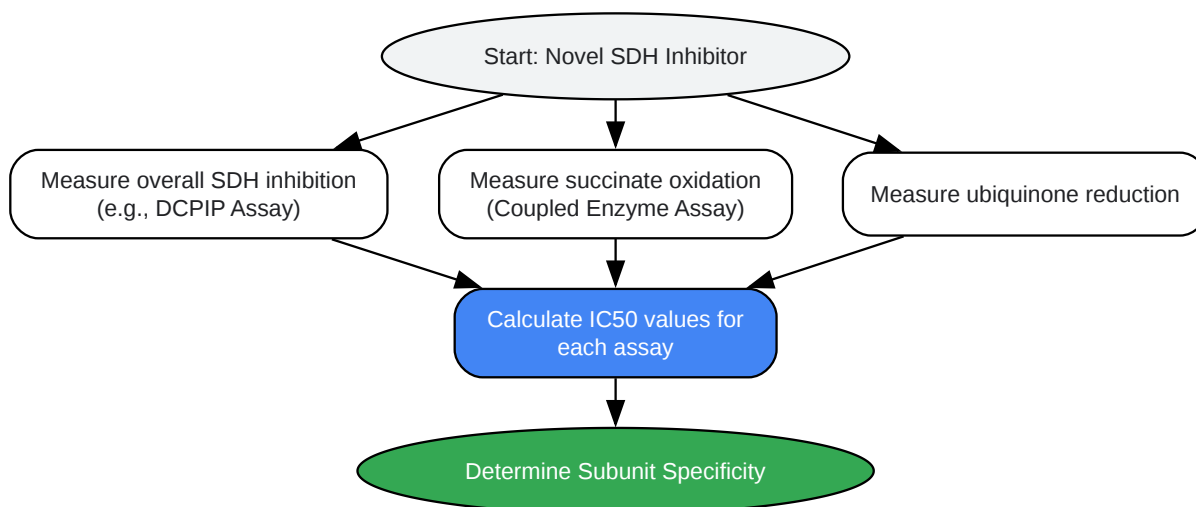 Start: Novel SDH Inhibitor
Measure overall SDH inhibition
(e.g., DCPIP Assay)
Measure succinate oxidation
(Coupled Enzyme Assay)
Measure ubiquinone reduction
Calculate IC50 values for
each assay
Determine Subunit Specificity